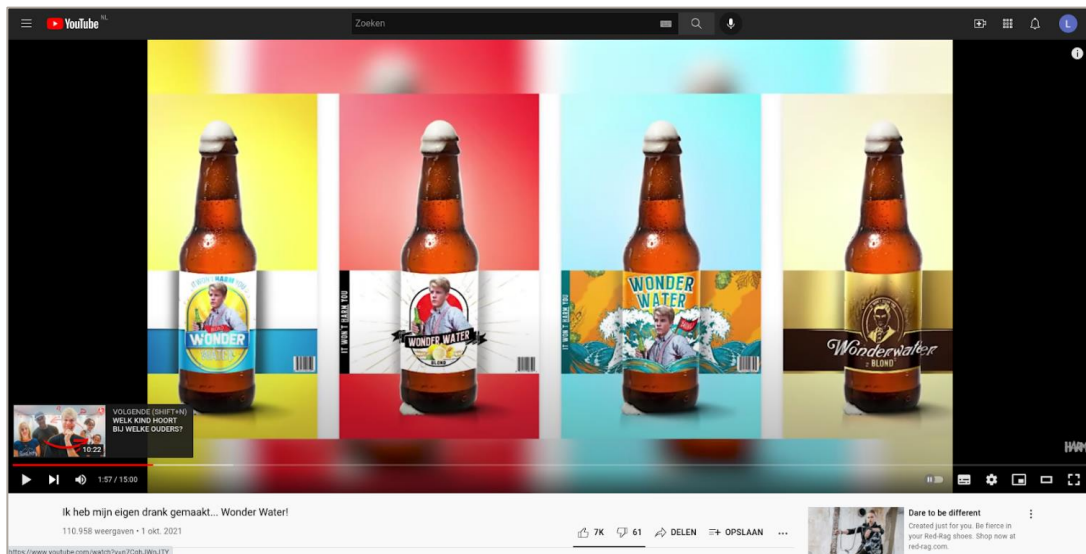 YouTube NL
Zoeken
L
IT WON'T HARM YOU
WONDER
IT WON'T HARM YOU
WONDER WATER
BLOND
IT WON'T HARM YOU
WONDER
WATER
Wonderwater
BLOND
VOLGENDE (SHIFT+N)
WELK KIND HOORT
BIJ WELKE OUDERS?
10:22
HARM
1:57 / 15:00
Ik heb mijn eigen drank gemaakt... Wonder Water!
110.958 weergaven • 1 okt. 2021
7K
61
DELEN
OPSLAAN
Dare to be different
Created just for you. Be fierce in
your Red-Rag shoes. Shop now at
red-rag.com.